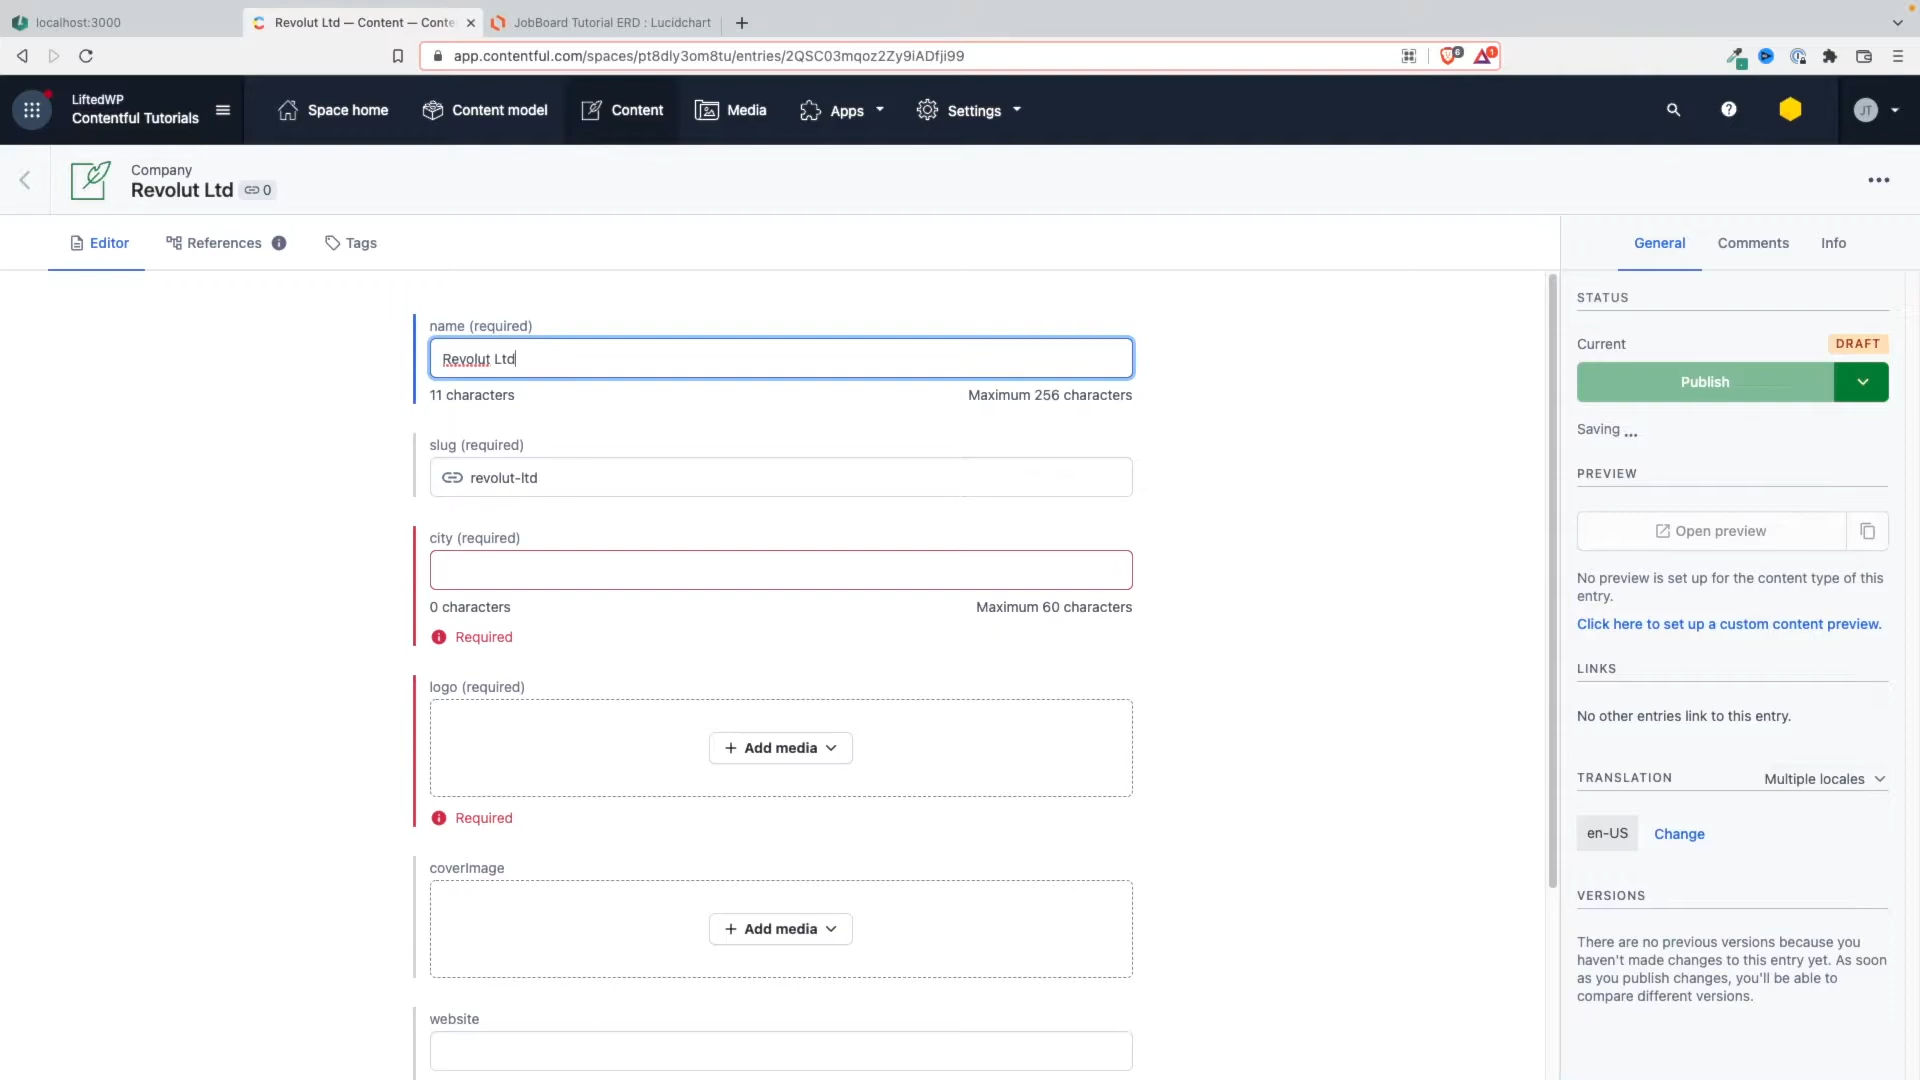 localhost:3000
Revolut Ltd — Content — Conte
JobBoard Tutorial ERD : Lucidchart
app.contentful.com/spaces/pt8dly3om8tu/entries/2QSC03mqoz2Zy9iADfji99
6
1
LiftedWP
Contentful Tutorials
Space home
Content model
Content
Media
Apps
Settings
JT
Company
Revolut Ltd
0
Editor
References
Tags
General
Comments
Info
name (required)
Revolut Ltd
11 characters
Maximum 256 characters
slug (required)
revolut-ltd
city (required)
0 characters
Maximum 60 characters
Required
logo (required)
+ Add media
Required
coverImage
+ Add media
website
STATUS
Current
DRAFT
Publish
Saving ...
PREVIEW
Open preview
No preview is set up for the content type of this
entry.
Click here to set up a custom content preview.
LINKS
No other entries link to this entry.
TRANSLATION
Multiple locales
en-US
Change
VERSIONS
There are no previous versions because you
haven't made changes to this entry yet. As soon
as you publish changes, you'll be able to
compare different versions.